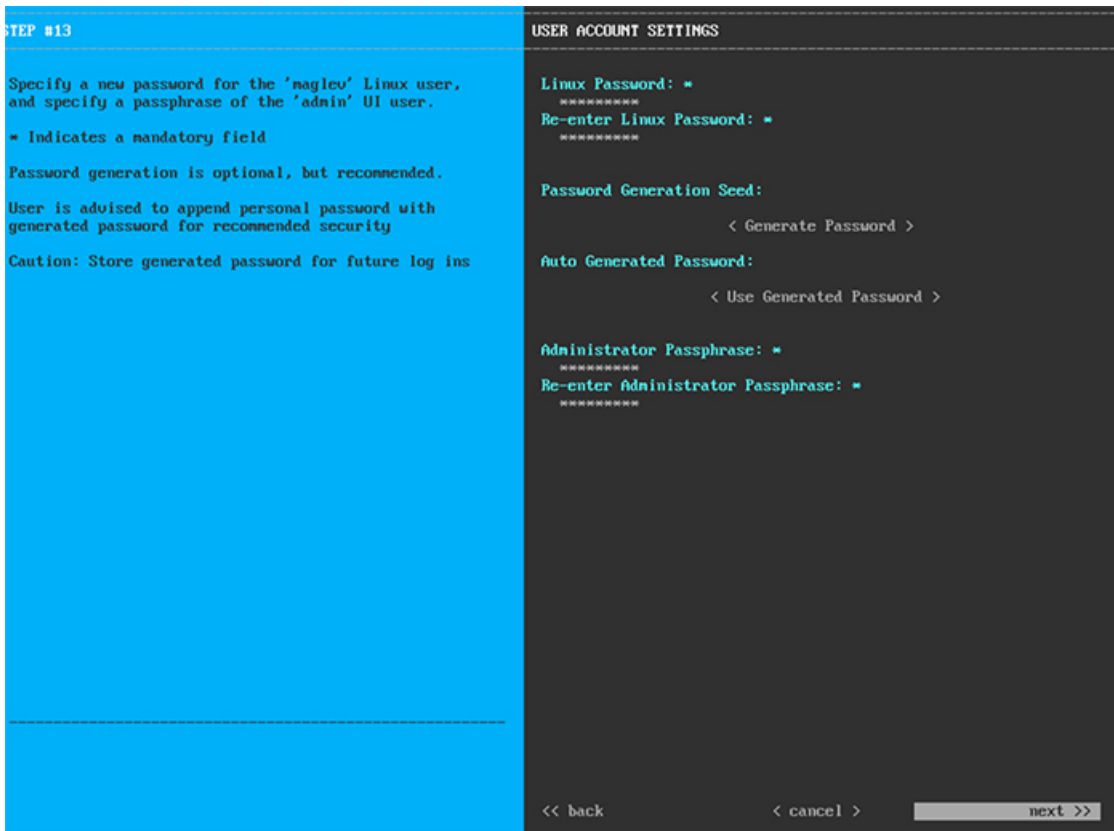 STEP #13
Specify a new password for the 'maglev' Linux user,
and specify a passphrase of the 'admin' UI user.
* Indicates a mandatory field
Password generation is optional, but recommended.
User is advised to append personal password with
generated password for recommended security
Caution: Store generated password for future log ins
USER ACCOUNT SETTINGS
Linux Password: *
*********
Re-enter Linux Password: *
*********
Password Generation Seed:
< Generate Password >
Auto Generated Password:
< Use Generated Password >
Administrator Passphrase: *
*********
Re-enter Administrator Passphrase: *
*********
<< back < cancel > next >>